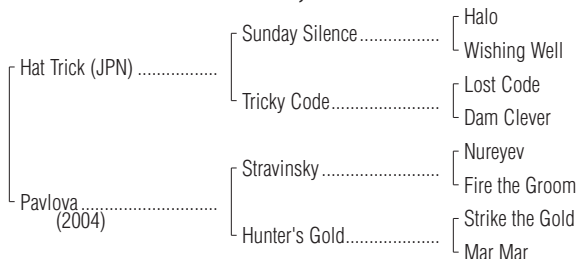 Halo
Sunday Silence..................
Wishing Well
Hat Trick (JPN) ..................
Lost Code
Tricky Code........................
Dam Clever
Nureyev
Stravinsky..........................
Fire the Groom
Pavlova ...............................
(2004)
Strike the Gold
Hunter's Gold.....................
Mar Mar